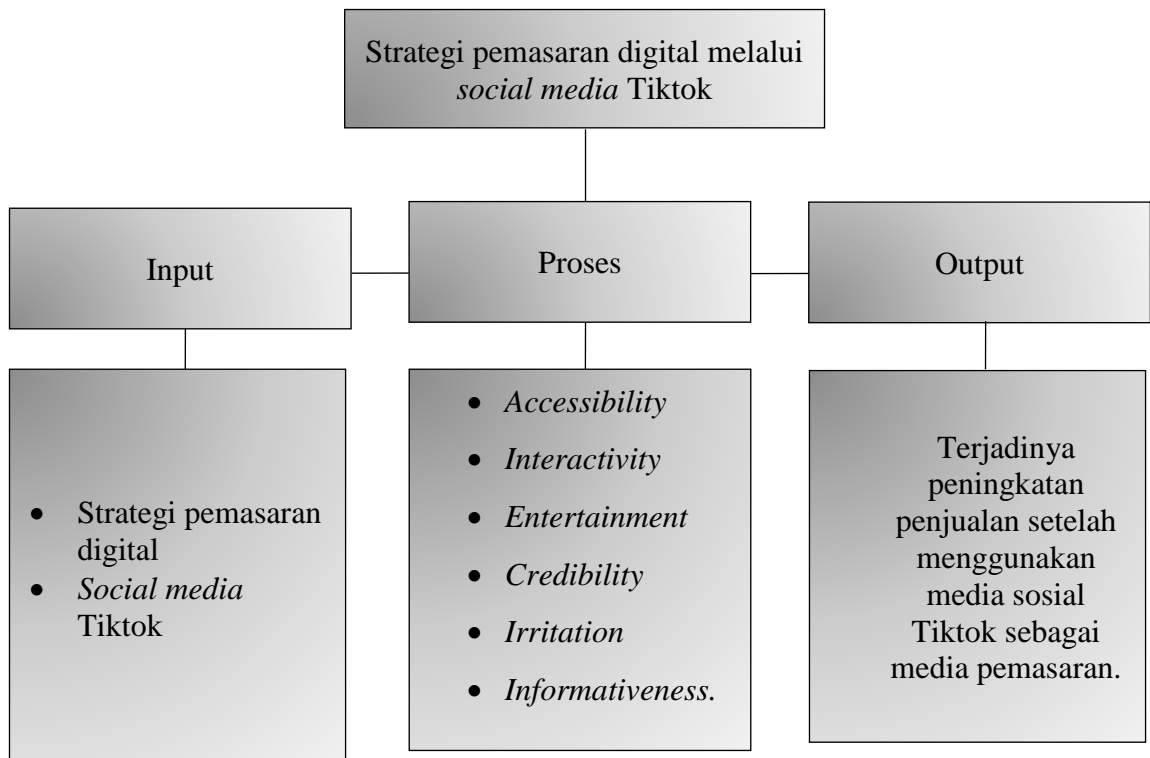 Strategi pemasaran digital melalui
social media Tiktok
Input
Proses
Output
• Strategi pemasaran
digital
• Social media
Tiktok
• Accessibility
• Interactivity
• Entertainment
• Credibility
• Irritation
• Informativeness.
Terjadinya
peningkatan
penjualan setelah
menggunakan
media sosial
Tiktok sebagai
media pemasaran.